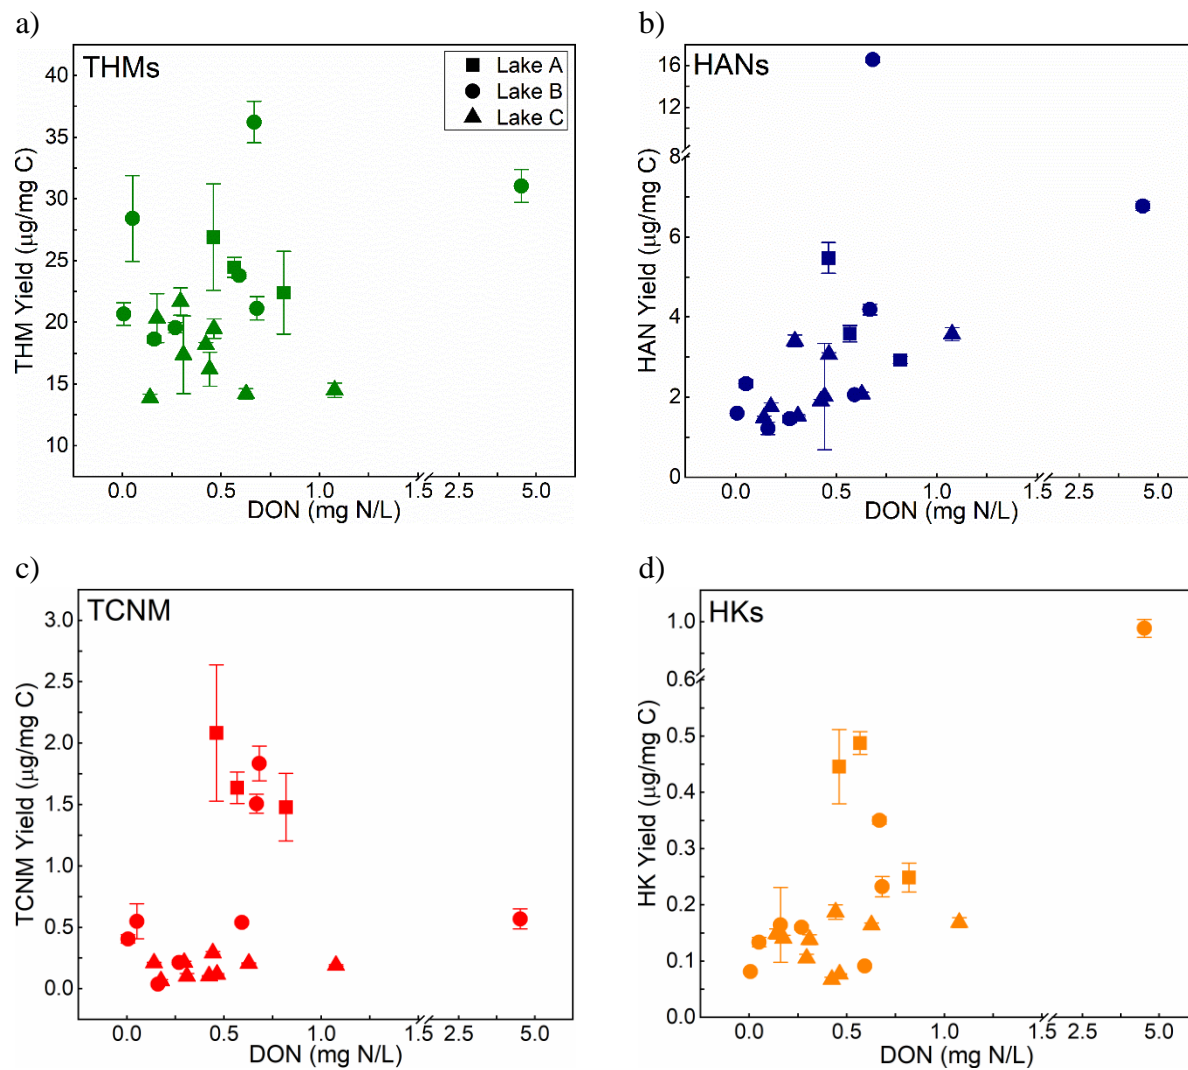 a)
THMs
Lake A
Lake B
Lake C
THM Yield (µg/mg C)
40
35
30
25
20
15
10
0.0 0.5 1.0 1.5 2.5 5.0
DON (mg N/L)
b)
HANs
HAN Yield (µg/mg C)
16
14
8
6
4
2
0
0.0 0.5 1.0 1.5 2.5 5.0
DON (mg N/L)
c)
TCNM
TCNM Yield (µg/mg C)
3.0
2.5
2.0
1.5
1.0
0.5
0.0
0.0 0.5 1.0 1.5 2.5 5.0
DON (mg N/L)
d)
HKs
HK Yield (µg/mg C)
1.0
0.6
0.5
0.4
0.3
0.2
0.1
0.0
0.0 0.5 1.0 1.5 2.5 5.0
DON (mg N/L)